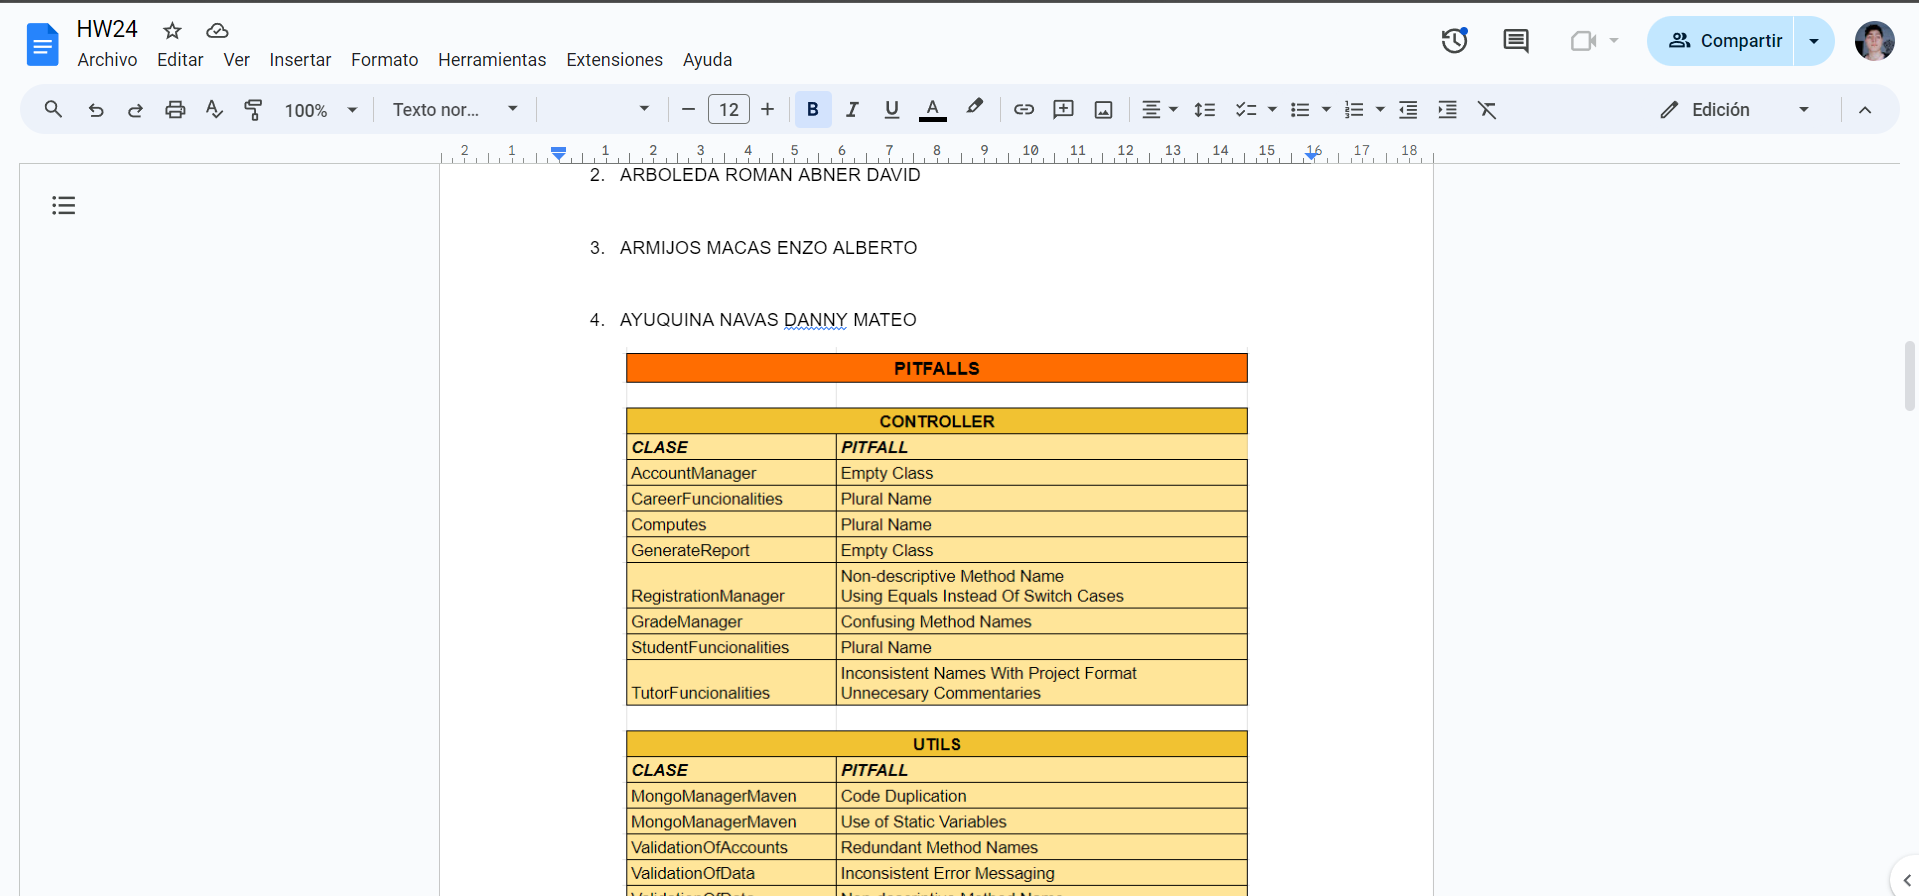 HW24
Archivo Editar Ver Insertar Formato Herramientas Extensiones Ayuda
Compartir
100% Texto nor... 12 B I U A Edición
2 1 1 2 3 4 5 6 7 8 9 10 11 12 13 14 15 16 17 18
2. ARBOLEDA ROMAN ABNER DAVID
3. ARMIJOS MACAS ENZO ALBERTO
4. AYUQUINA NAVAS DANNY MATEO
PITFALLS
CONTROLLER
CLASE PITFALL
AccountManager Empty Class
CareerFuncionalities Plural Name
Computes Plural Name
GenerateReport Empty Class
Non-descriptive Method Name
RegistrationManager Using Equals Instead Of Switch Cases
GradeManager Confusing Method Names
StudentFuncionalities Plural Name
Inconsistent Names With Project Format
TutorFuncionalities Unnecesary Commentaries
UTILS
CLASE PITFALL
MongoManagerMaven Code Duplication
MongoManagerMaven Use of Static Variables
ValidationOfAccounts Redundant Method Names
ValidationOfData Inconsistent Error Messaging